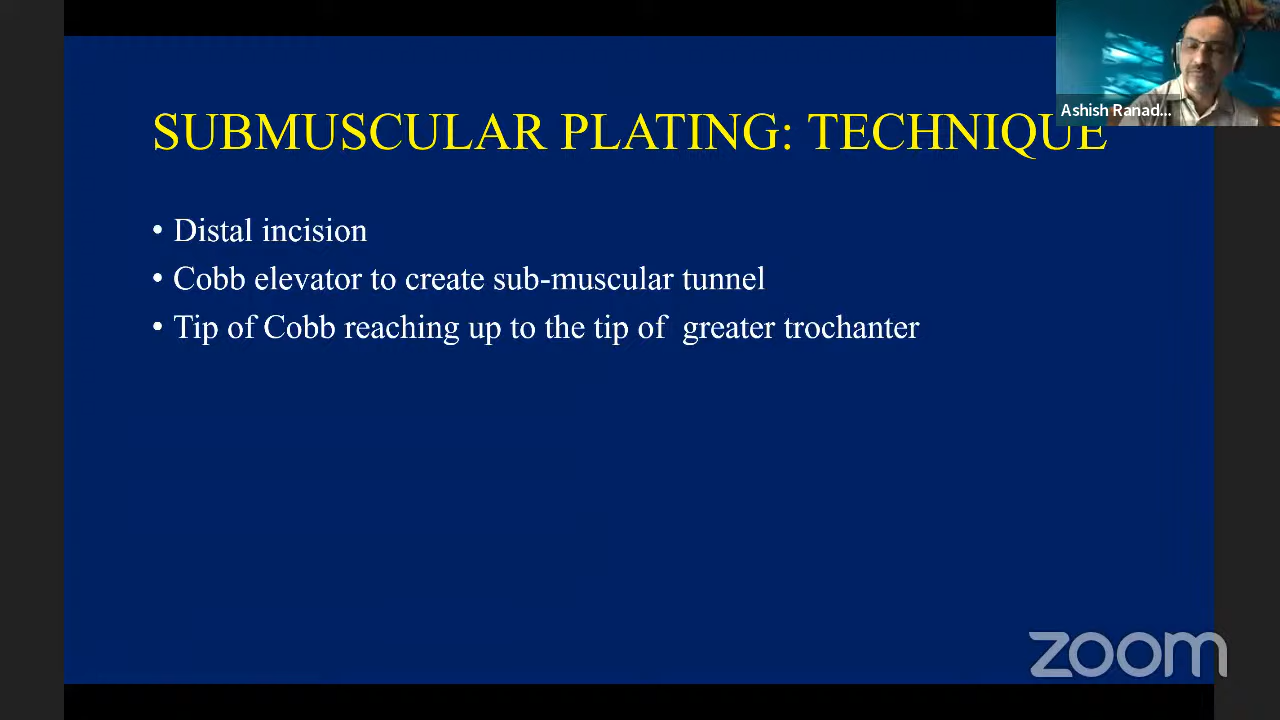 Ashish Ranad...
SUBMUSCULAR PLATING: TECHNIQUE
• Distal incision
• Cobb elevator to create sub-muscular tunnel
• Tip of Cobb reaching up to the tip of  greater trochanter
zoom